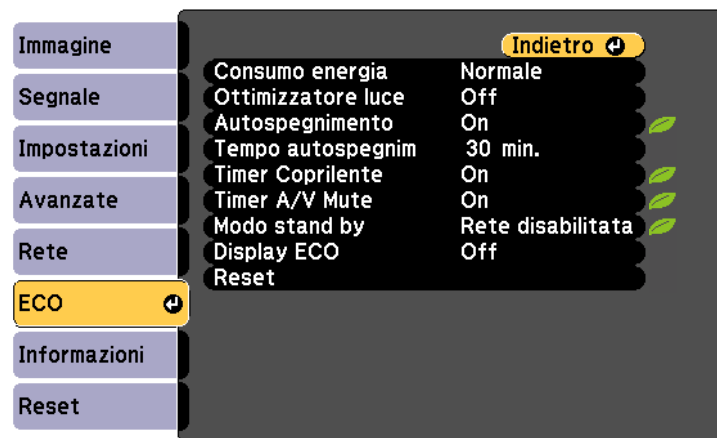 Immagine
Segnale
Impostazioni
Avanzate
Rete
ECO
Informazioni
Reset
Indietro
Consumo energia Normale
Ottimizzatore luce Off
Autospegnimento On
Tempo autospegnim 30 min.
Timer Coprilente On
Timer A/V Mute On
Modo stand by Rete disabilitata
Display ECO Off
Reset